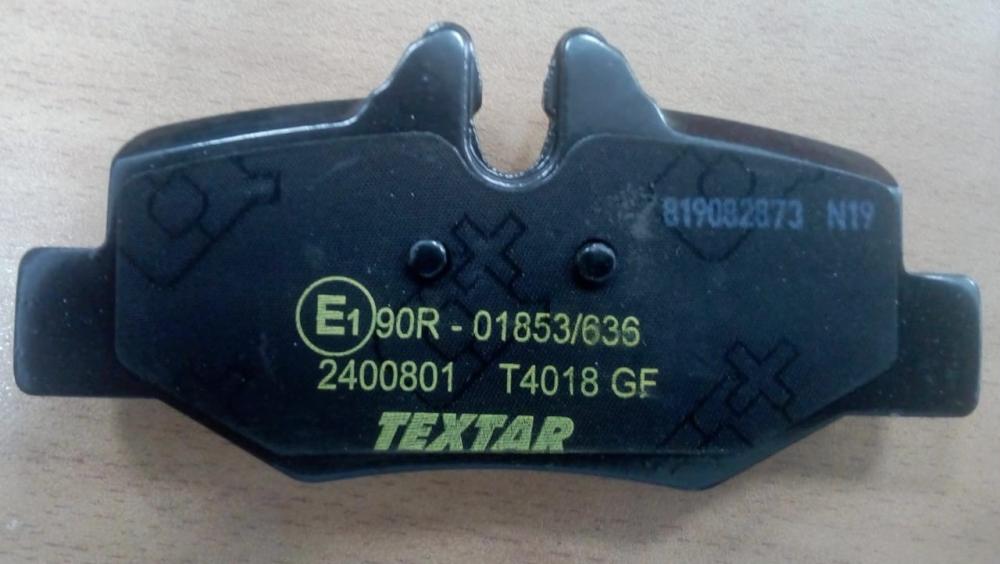 819082873 N19
E1 90R - 01853/636
2400801 T4018 GF
TEXTAR